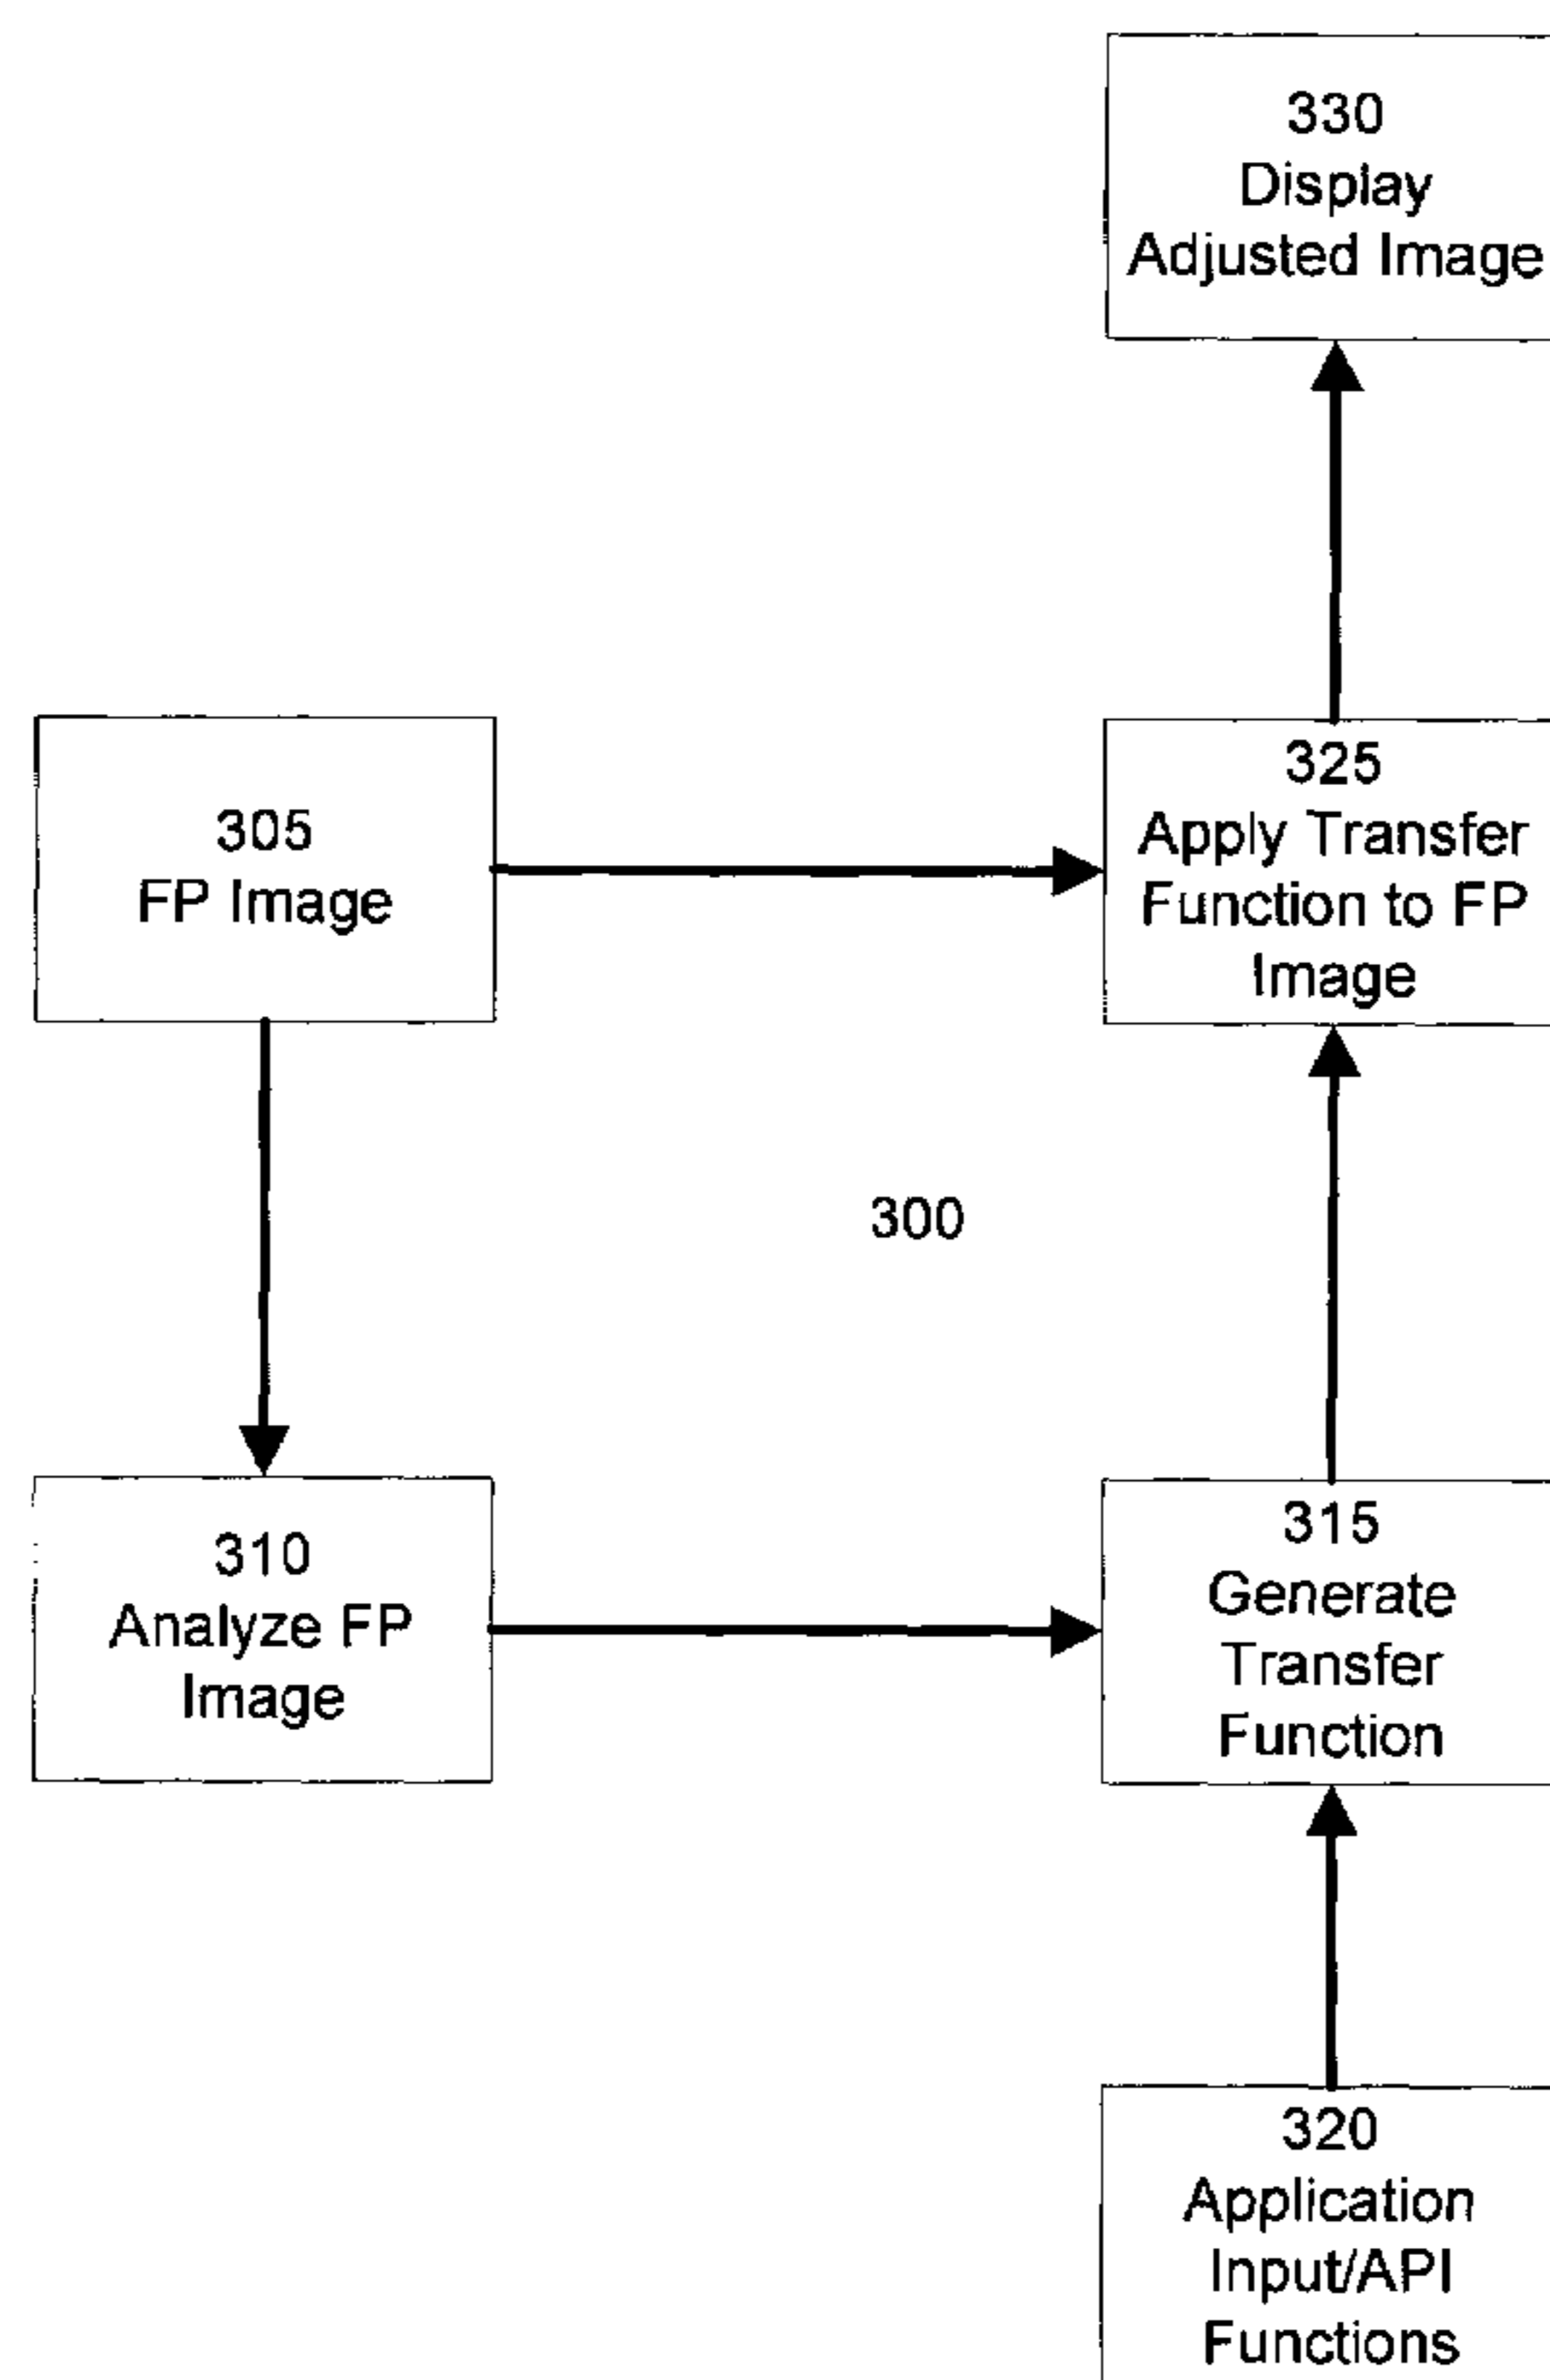 330
Display
Adjusted Image
305
FP Image
325
Apply Transfer
Function to FP
Image
300
310
Analyze FP
Image
315
Generate
Transfer
Function
320
Application
Input/API
Functions